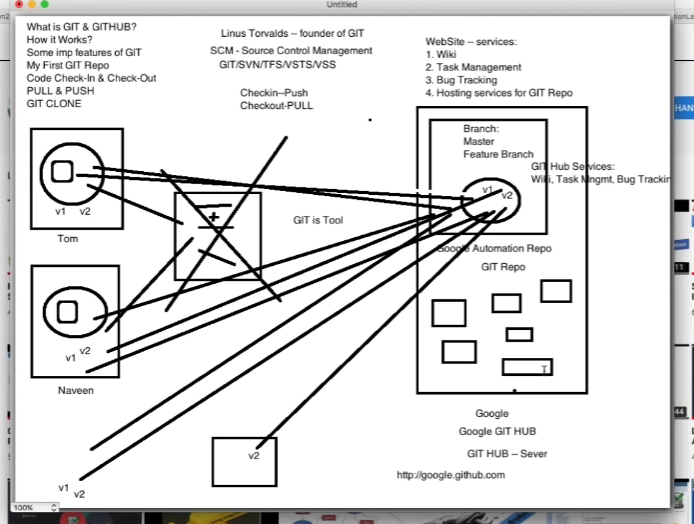 Untitled
What is GIT & GITHUB?
How it Works?
Some imp features of GIT
My First GIT Repo
Code Check-In & Check-Out
PULL & PUSH
GIT CLONE
Linus Torvalds -- founder of GIT
SCM - Source Control Management
GIT/SVN/TFS/VSTS/VSS
Checkin--Push
Checkout-PULL
WebSite -- services:
1. Wiki
2. Task Management
3. Bug Tracking
4. Hosting services for GIT Repo
Branch:
Master
Feature Branch
GIT Hub Services:
Wiki, Task Mngmt, Bug Trackin
v1 v2
v1 v2
Tom
GIT is Tool
Google Automation Repo
GIT Repo
v1 v2
Naveen
Google
Google GIT HUB
GIT HUB -- Sever
http://google.github.com
v2
v1 v2
100%
HAN
11
44